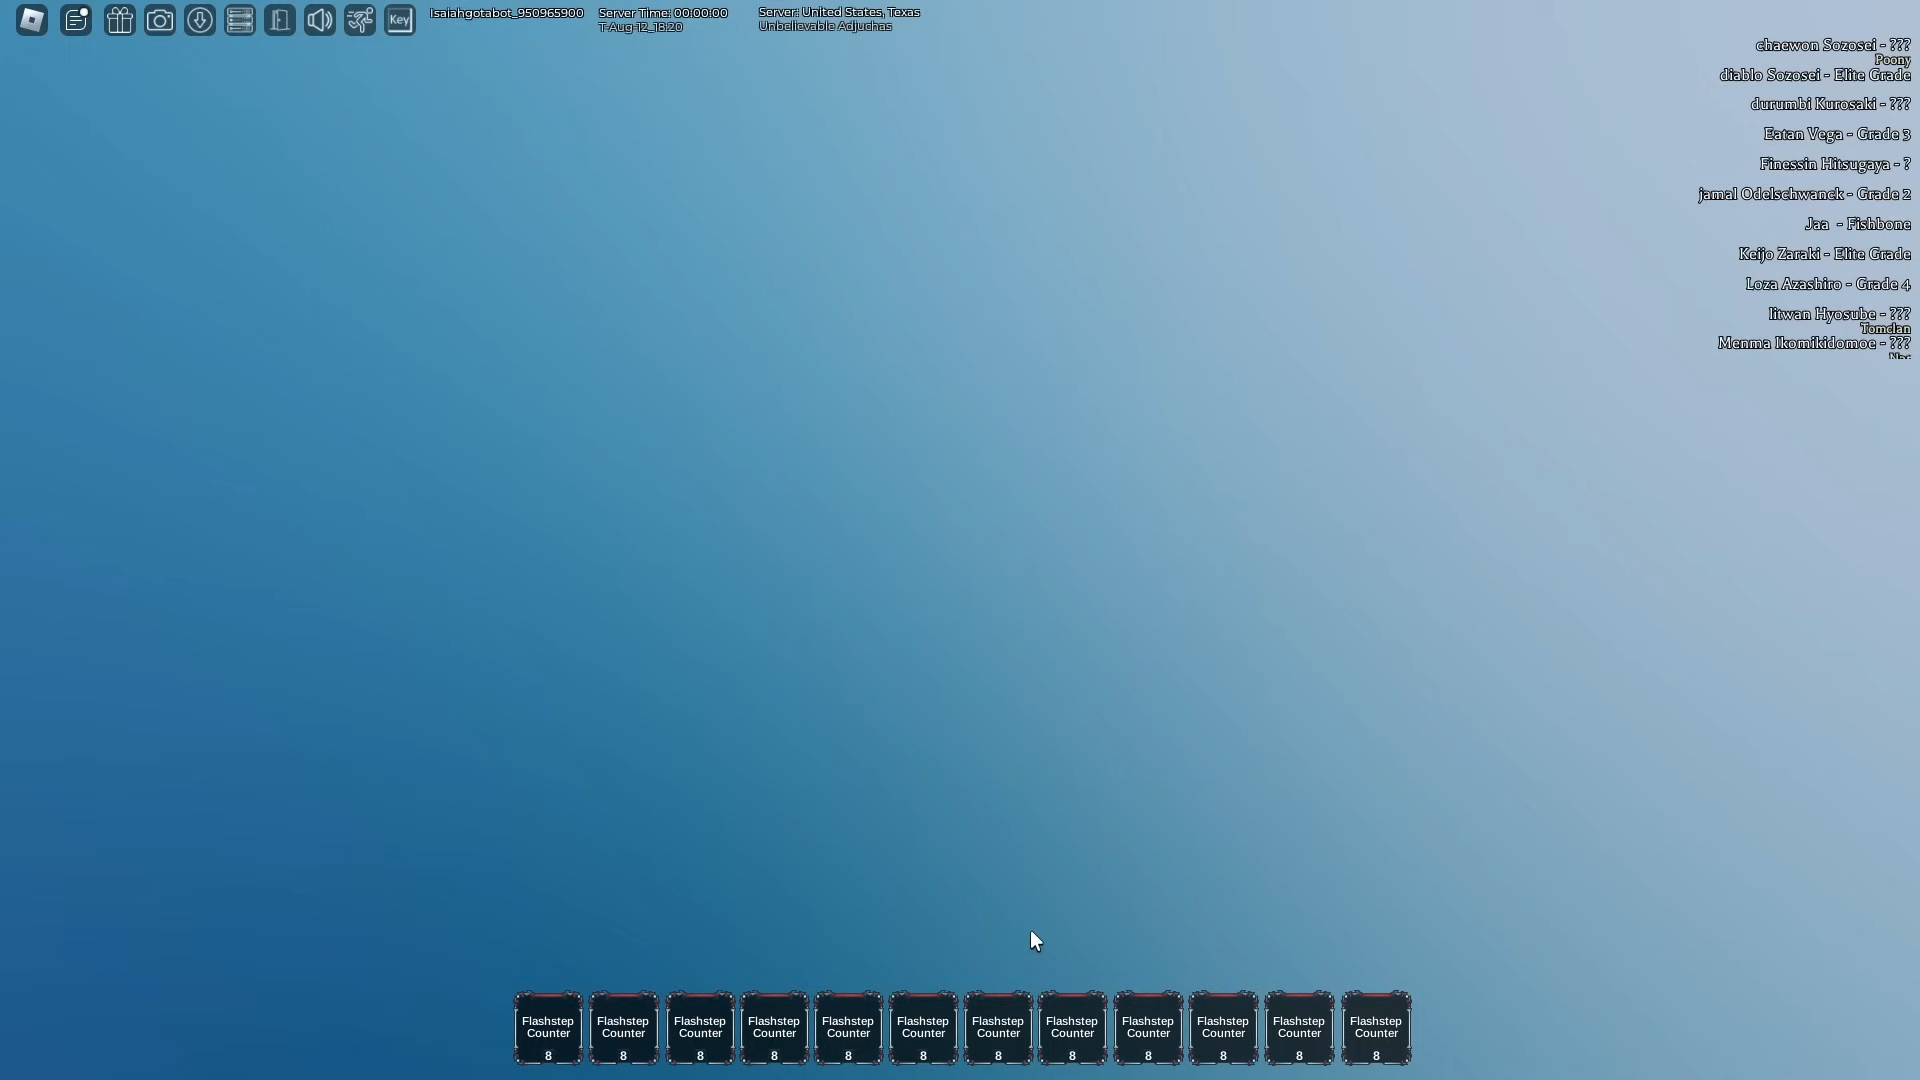 Key
Isaiahgotabot_950965900
Server Time: 00:00:00
T-Aug-12_18:20
Server: United States, Texas
Unbelievable Adjuchas
chaewon Sozosei - ???
Poony
diablo Sozosei - Elite Grade
durumbi Kurosaki - ???
Eatan Vega - Grade 3
Finessin Hitsugaya - ?
jamal Odelschwanck - Grade 2
Jaa - Fishbone
Keijo Zaraki - Elite Grade
Loza Azashiro - Grade 4
litwan Hyosube - ???
Tomclan
Menma Ikomikidomoe - ???
Flashstep Flashstep Flashstep Flashstep Flashstep Flashstep Flashstep Flashstep Flashstep Flashstep Flashstep Flashstep
Counter Counter Counter Counter Counter Counter Counter Counter Counter Counter Counter Counter
8 8 8 8 8 8 8 8 8 8 8 8